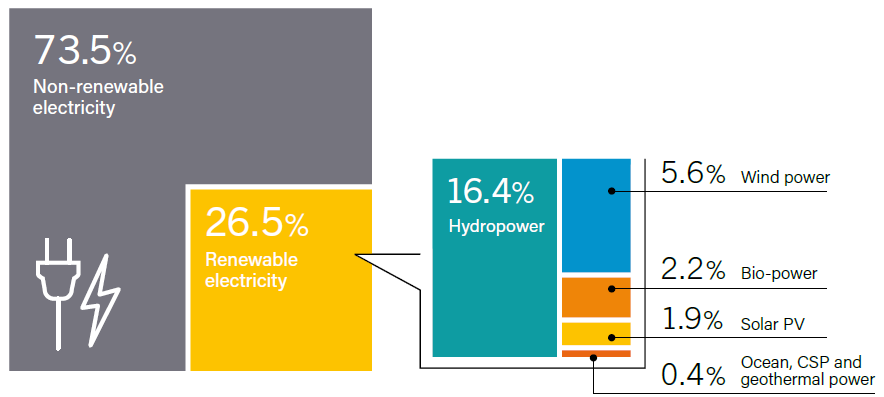 73.5%
Non-renewable
electricity
26.5%
Renewable
electricity
16.4%
Hydropower
5.6% Wind power
2.2% Bio-power
1.9% Solar PV
0.4% Ocean, CSP and
geothermal power